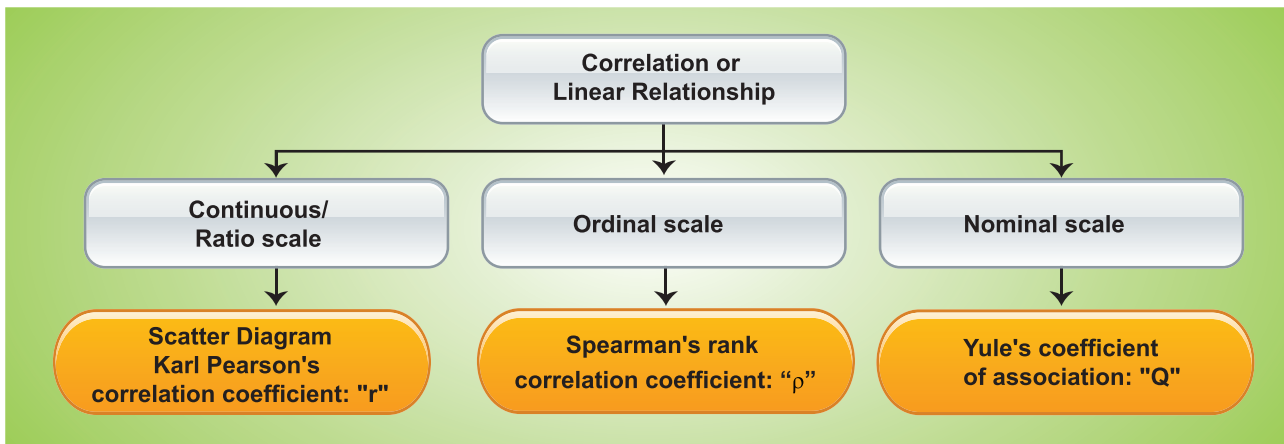 Correlation or
Linear Relationship
Continuous/
Ratio scale
Ordinal scale
Nominal scale
Scatter Diagram
Karl Pearson's
correlation coefficient: "r"
Spearman's rank
correlation coefficient: “ρ”
Yule's coefficient
of association: "Q"